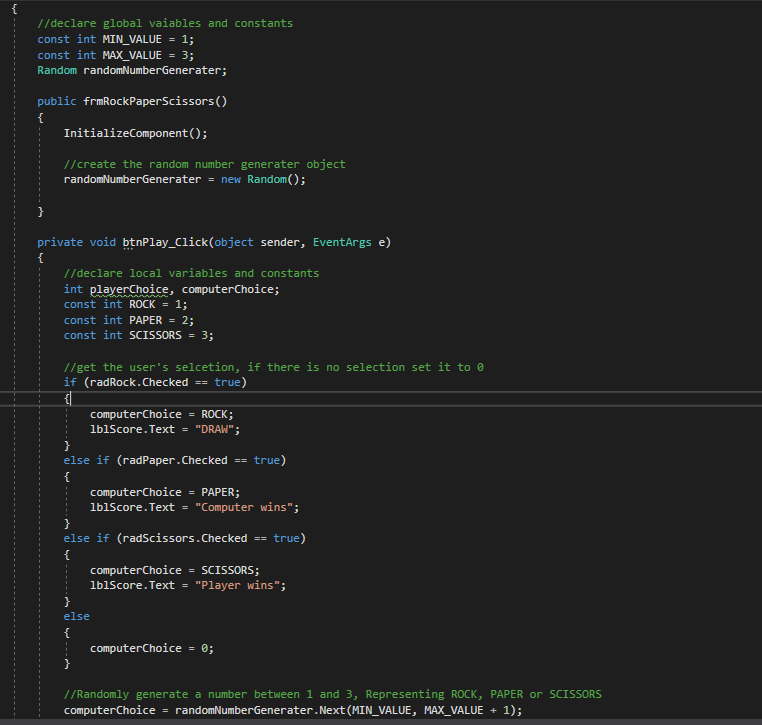 {
//declare global vaiables and constants
const int MIN_VALUE = 1;
const int MAX_VALUE = 3;
Random randomNumberGenerater;
public frmRockPaperScissors()
{
InitializeComponent();
//create the random number generater object
randomNumberGenerater = new Random();
}
private void btnPlay_Click(object sender, EventArgs e)
{
//declare local variables and constants
int playerChoice, computerChoice;
const int ROCK = 1;
const int PAPER = 2;
const int SCISSORS = 3;
//get the user's selcetion, if there is no selection set it to 0
if (radRock.Checked == true)
{
computerChoice = ROCK;
lblScore.Text = "DRAW";
}
else if (radPaper.Checked == true)
{
computerChoice = PAPER;
lblScore.Text = "Computer wins";
}
else if (radScissors.Checked == true)
{
computerChoice = SCISSORS;
lblScore.Text = "Player wins";
}
else
{
computerChoice = 0;
}
//Randomly generate a number between 1 and 3, Representing ROCK, PAPER or SCISSORS
computerChoice = randomNumberGenerater.Next(MIN_VALUE, MAX_VALUE + 1);